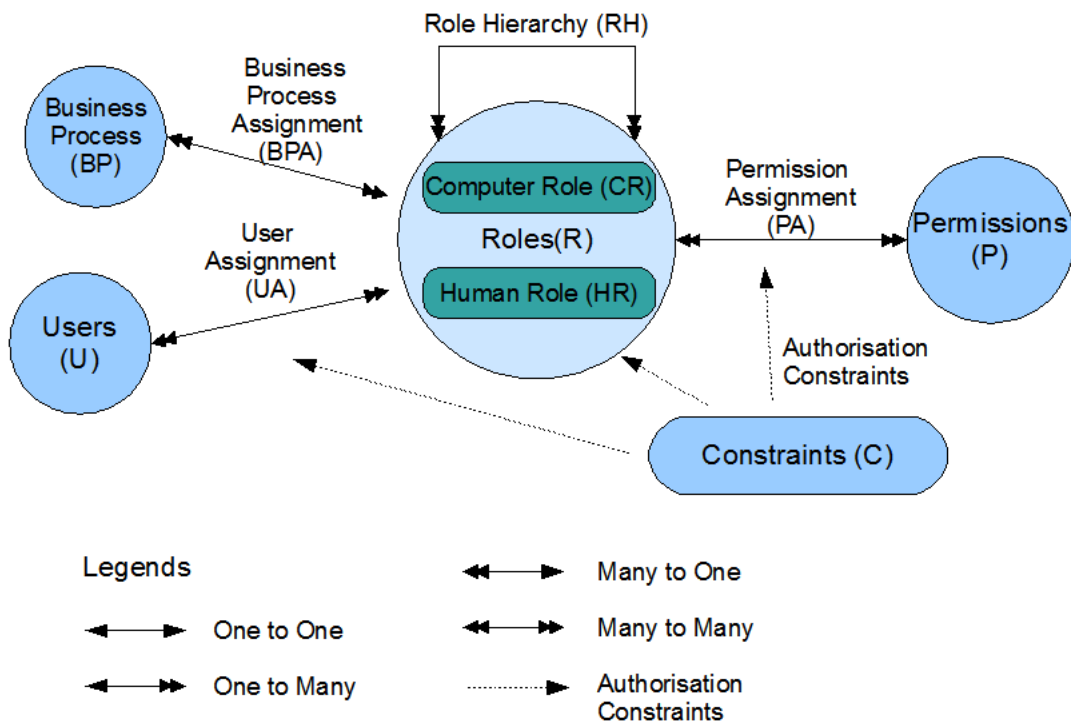 Role Hierarchy (RH)
Business
Process
(BP)
Business
Process
Assignment
(BPA)
Computer Role (CR)
Roles(R)
Human Role (HR)
Permission
Assignment
(PA)
Permissions
(P)
User
Assignment
(UA)
Users
(U)
Authorisation
Constraints
Constraints (C)
Legends
One to One
One to Many
Many to One
Many to Many
Authorisation
Constraints